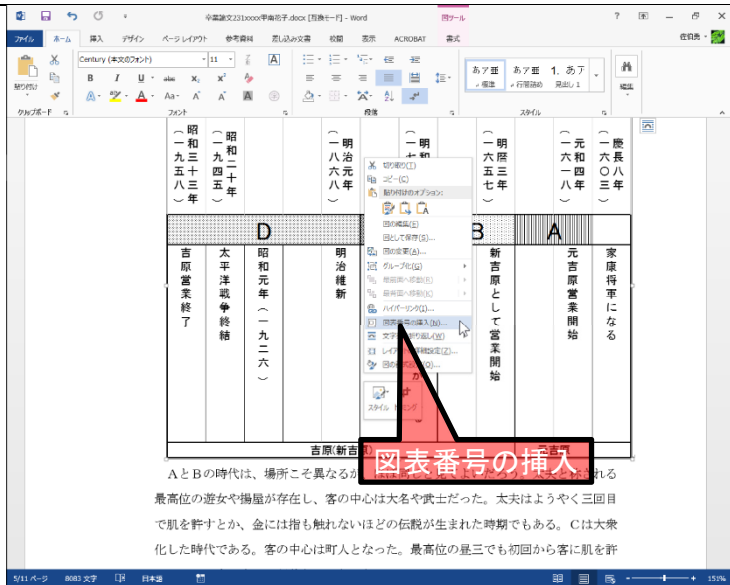 卒業論文231xxxx甲南花子.docx [互換モード] - Word
図ツール
ファイル ホーム 挿入 デザイン ページ レイアウト 参考資料 差し込み文書 校閲 表示 ACROBAT 書式
佐伯勇
Century (本文のフォント) 11
貼り付け
B I U abc X₂ X²
Aa
あア亜 あア亜 1. あア
標準 行間詰め 見出し 1
編集
クリップボード フォント 段落 スタイル
慶長八年
(一六〇三)
元和四年
(一六一八)
明暦三年
(一六五七)
明治元年
(一八六八)
昭和二十年
(一九四五)
昭和三十三年
(一九五八)
A
B
D
家康将軍になる
元吉原営業開始
新吉原として営業開始
明治維新
昭和元年(一九二六)
太平洋戦争終結
吉原営業終了
吉原(新吉
切り取り(T)
コピー(C)
貼り付けのオプション:
図の編集(E)
図として保存(S)...
図の変更(A)...
グループ化(G)
最前面へ移動(R)
最背面へ移動(K)
ハイパーリンク(I)...
図表番号の挿入(N)...
スタイル
図表番号の挿入
AとBの時代は、場所こそ異なるが
最高位の遊女や揚屋が存在し、客の中心は大名や武士だった。太夫はようやく三回目
で肌を許すとか、金には指も触れないほどの伝説が生まれた時期でもある。Cは大衆
化した時代である。客の中心は町人となった。最高位の昼三でも初回から客に肌を許
5/11 ページ 8083 文字 日本語
151%